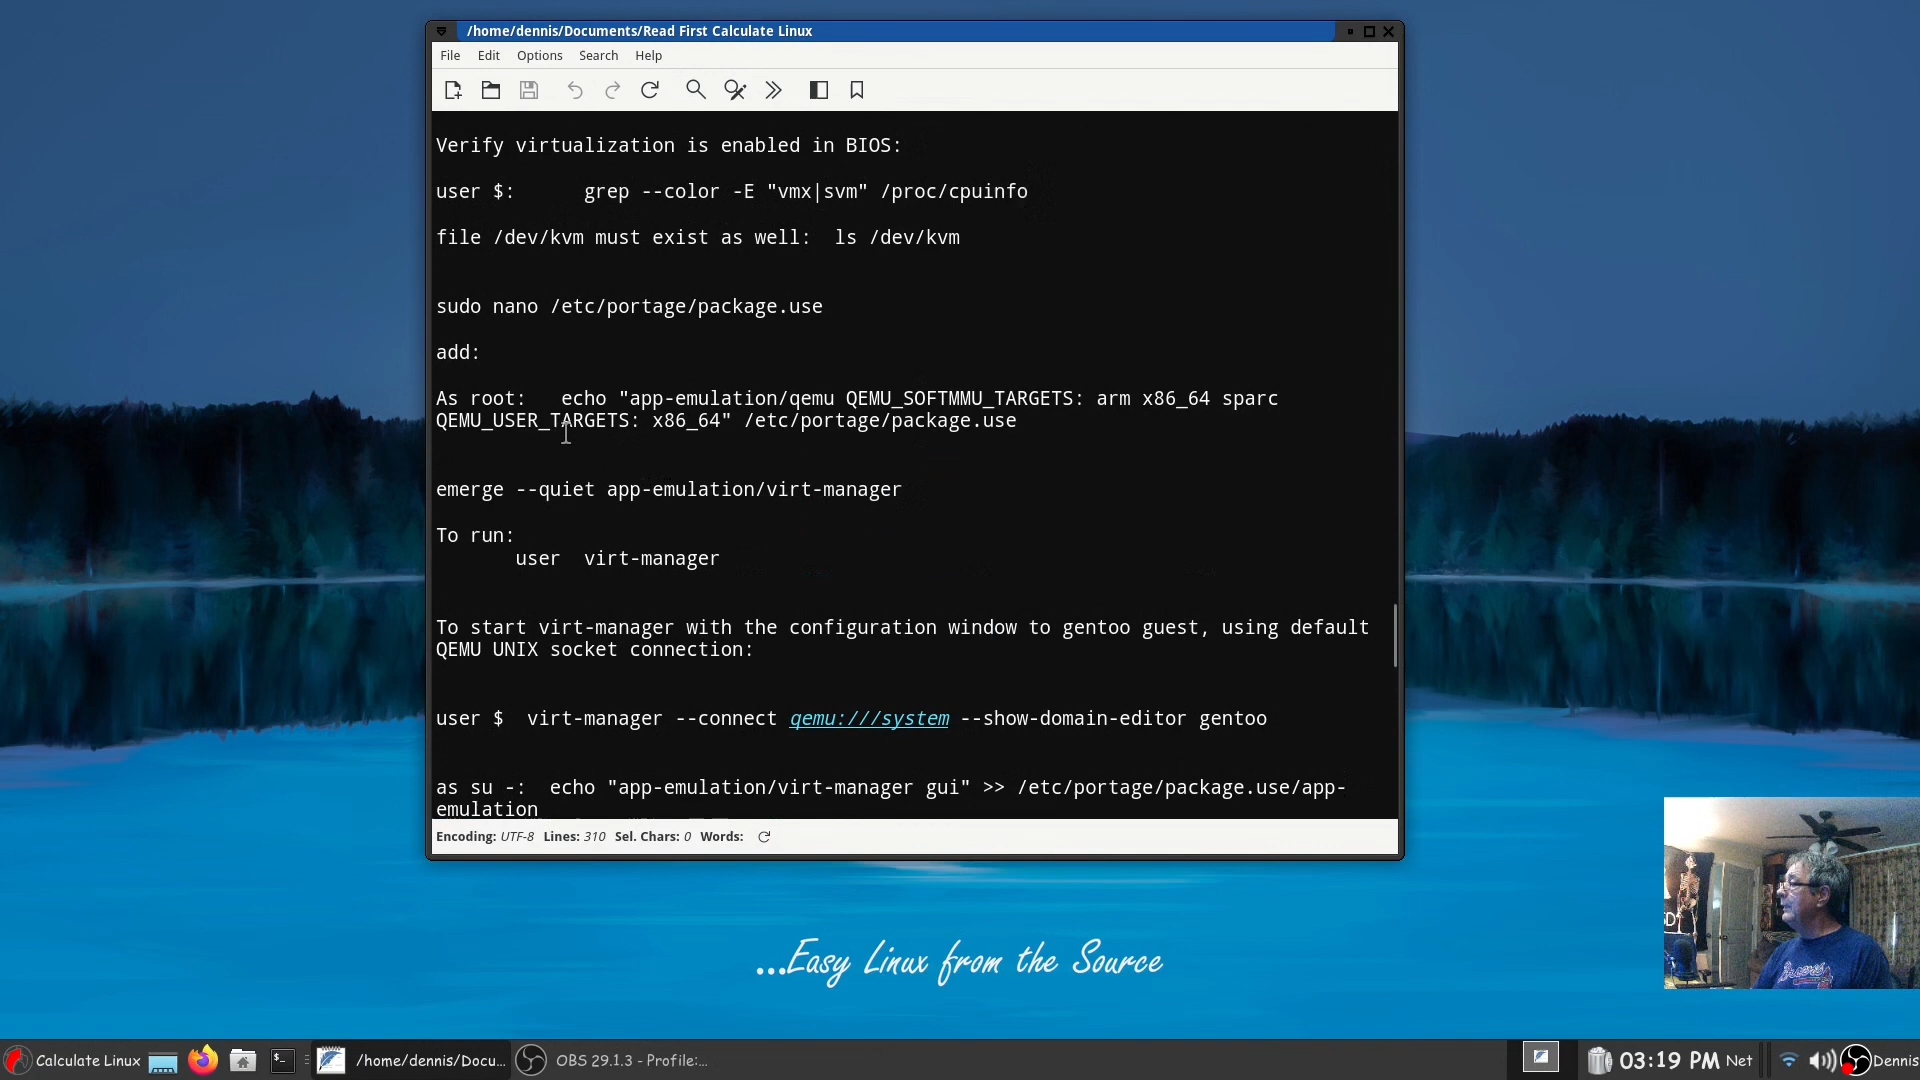 /home/dennis/Documents/Read First Calculate Linux
File Edit Options Search Help
Verify virtualization is enabled in BIOS:
user $: grep --color -E "vmx|svm" /proc/cpuinfo
file /dev/kvm must exist as well: ls /dev/kvm
sudo nano /etc/portage/package.use
add:
As root: echo "app-emulation/qemu QEMU_SOFTMMU_TARGETS: arm x86_64 sparc
QEMU_USER_TARGETS: x86_64" /etc/portage/package.use
emerge --quiet app-emulation/virt-manager
To run:
user virt-manager
To start virt-manager with the configuration window to gentoo guest, using default
QEMU UNIX socket connection:
user $ virt-manager --connect qemu:///system --show-domain-editor gentoo
as su -: echo "app-emulation/virt-manager gui" >> /etc/portage/package.use/app-
emulation
Encoding: UTF-8 Lines: 310 Sel. Chars: 0 Words:
...Easy Linux from the Source
Calculate Linux /home/dennis/Docu... OBS 29.1.3 - Profile:... 03:19 PM Net Dennis